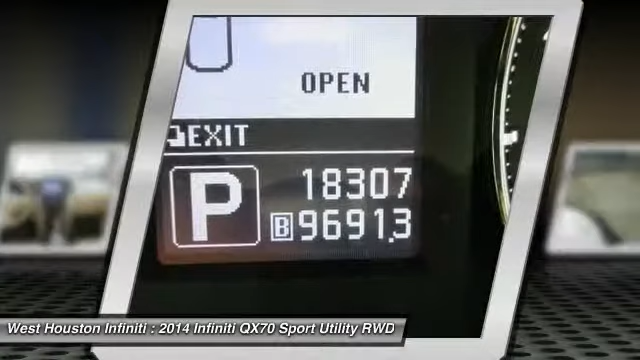 OPEN
EXIT
P 18307
B 9691.3
West Houston Infiniti : 2014 Infiniti QX70 Sport Utility RWD